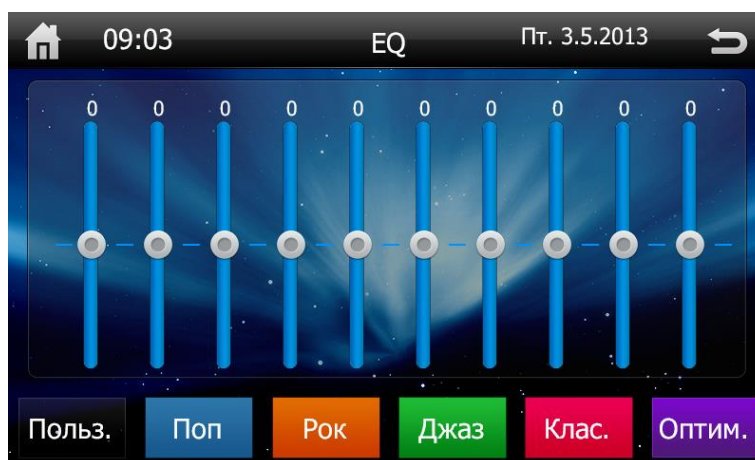 09:03 EQ Пт. 3.5.2013
0 0 0 0 0 0 0 0 0 0
Польз. Поп Рок Джаз Клас. Оптим.